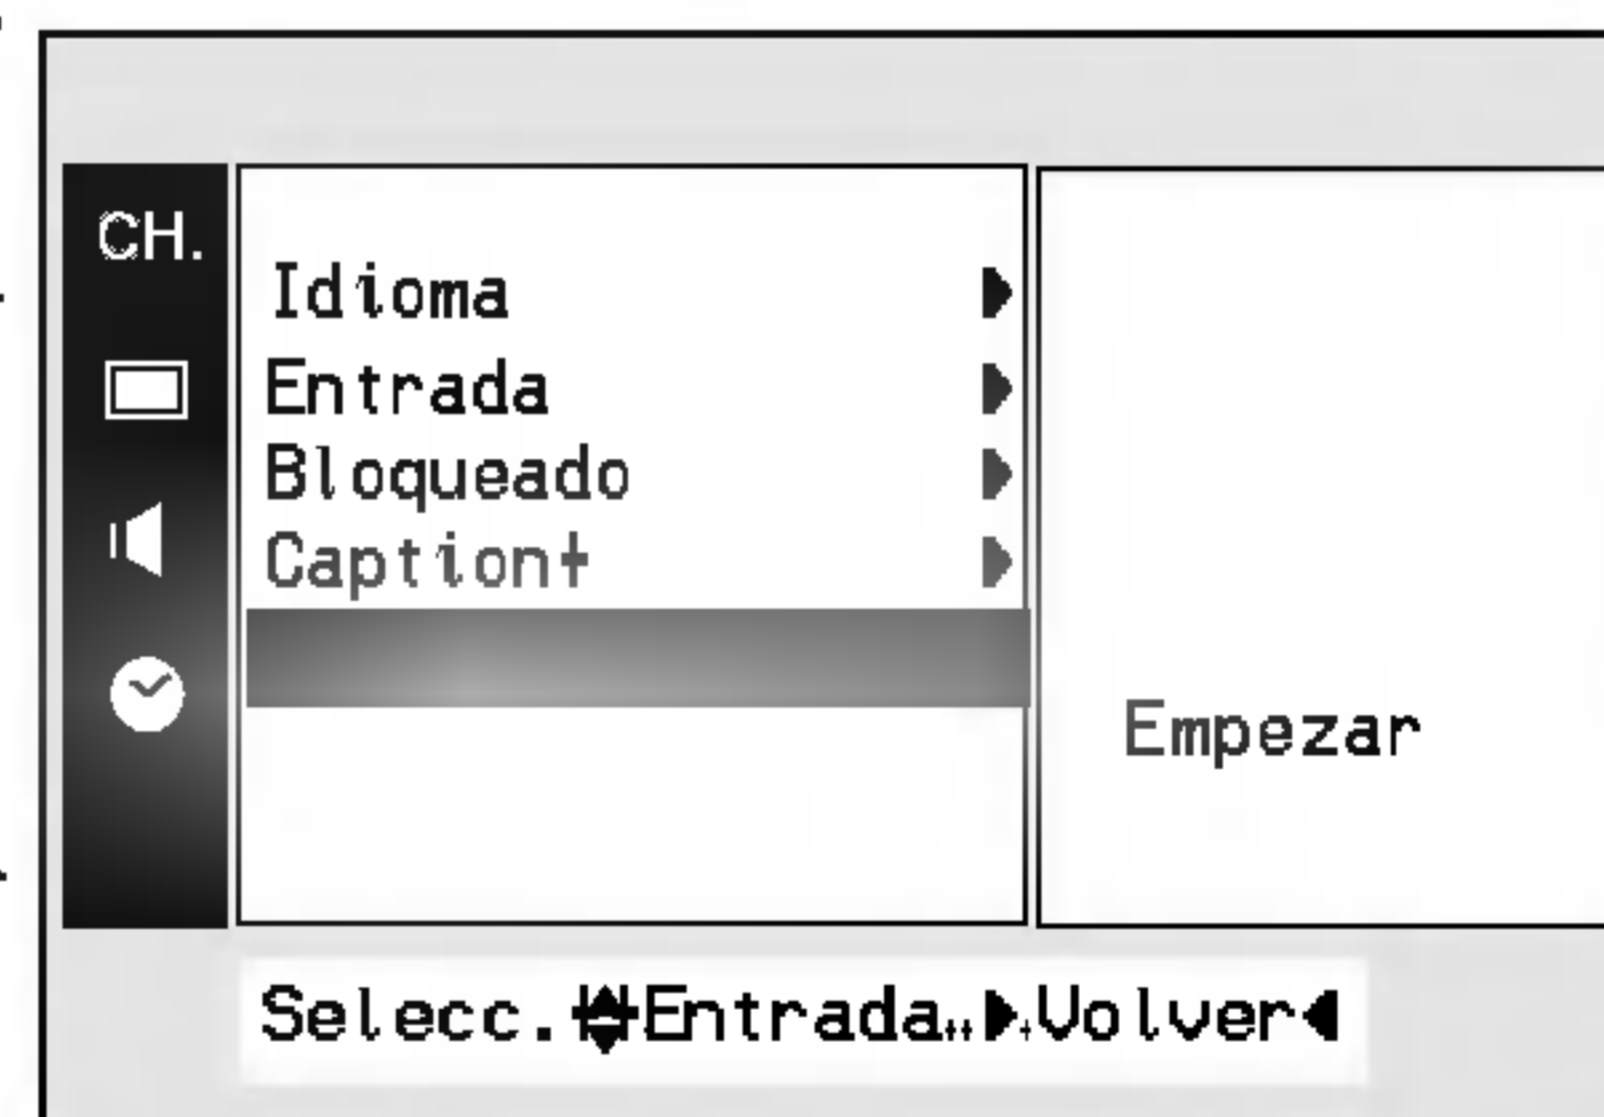 CH.
Idioma
Entrada
Bloqueado
Caption
Empezar
Selecc. Entrada Volver